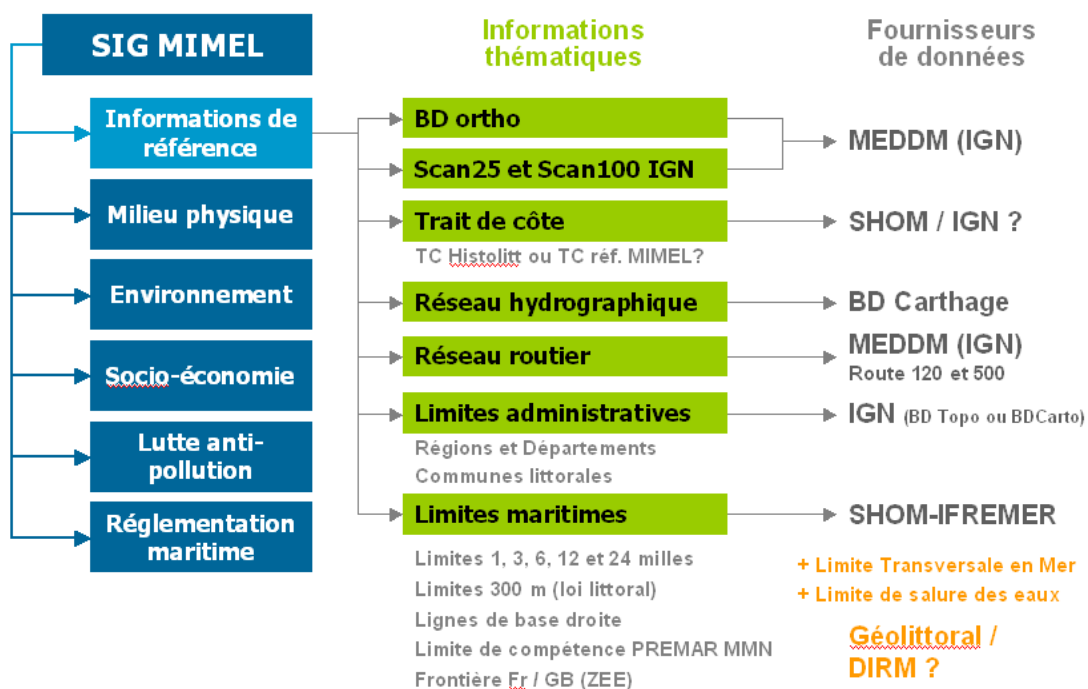 SIG MIMEL
Informations de
référence
Milieu physique
Environnement
Socio-économie
Lutte anti-
pollution
Réglementation
maritime
Informations
thématiques
BD ortho
Scan25 et Scan100 IGN
Trait de côte
TC Histolitt ou TC réf. MIMEL?
Réseau hydrographique
Réseau routier
Limites administratives
Régions et Départements
Communes littorales
Limites maritimes
Limites 1, 3, 6, 12 et 24 milles
Limites 300 m (loi littoral)
Lignes de base droite
Limite de compétence PREMAR MMN
Frontière Fr / GB (ZEE)
Fournisseurs
de données
MEDDM (IGN)
SHOM / IGN ?
BD Carthage
MEDDM (IGN)
Route 120 et 500
IGN (BD Topo ou BDCarto)
SHOM-IFREMER
+ Limite Transversale en Mer
+ Limite de salure des eaux
Géolittoral /
DIRM ?